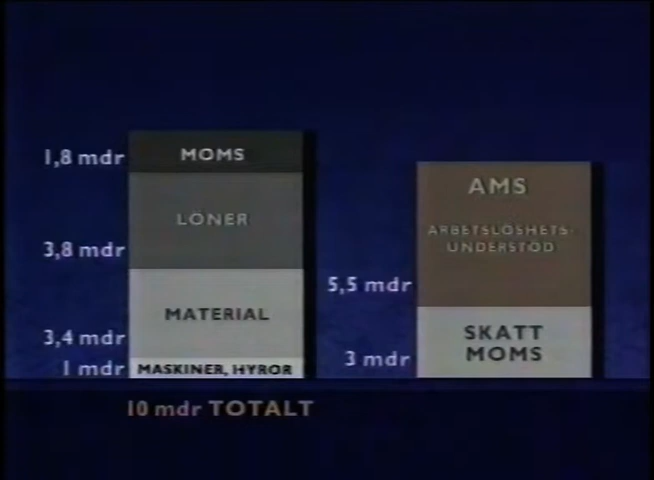 1,8 mdr MOMS
LÖNER
3,8 mdr
MATERIAL
3,4 mdr
1 mdr MASKINER, HYROR
10 mdr TOTALT
AMS
ARBETSLÖSHETS-
UNDERSTÖD
5,5 mdr
SKATT
MOMS
3 mdr